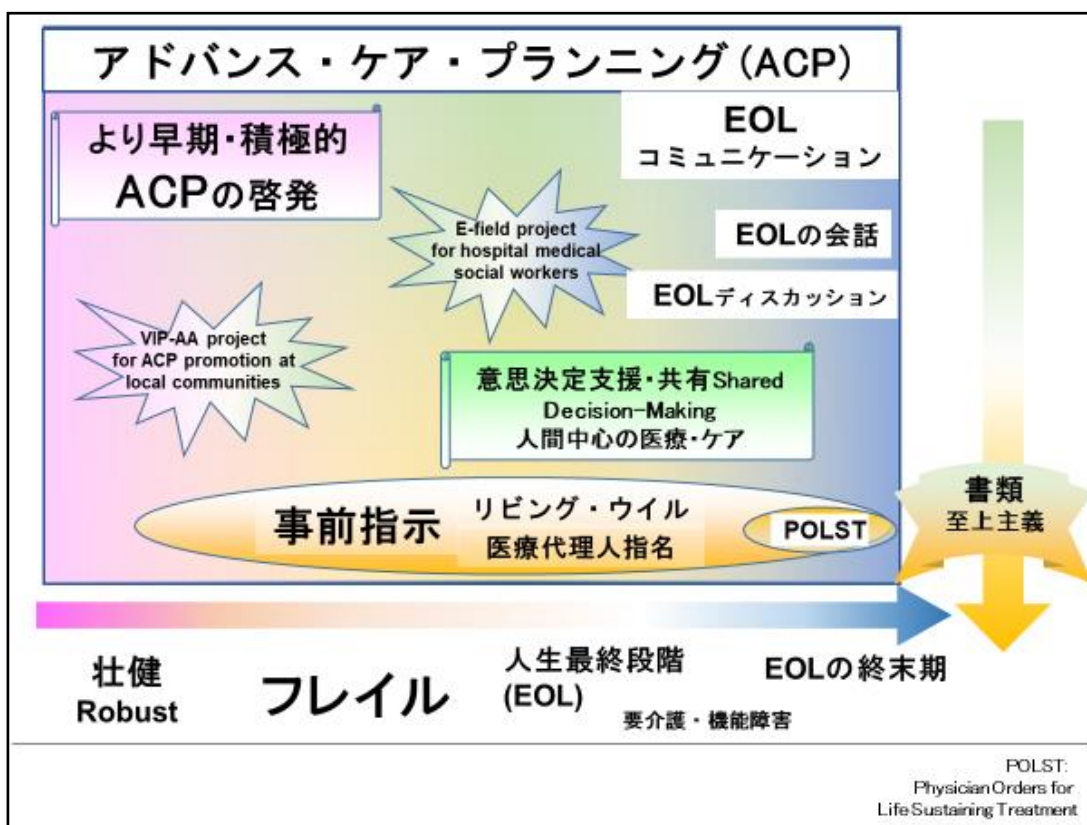 アドバンス・ケア・プランニング(ACP)
より早期・積極的
ACPの啓発
EOL
コミュニケーション
E-field project
for hospital medical
social workers
EOLの会話
EOLディスカッション
VIP-AA project
for ACP promotion at
local communities
意思決定支援・共有Shared
Decision-Making
人間中心の医療・ケア
書類
至上主義
事前指示
リビング・ウイル
医療代理人指名
POLST
壮健
Robust
フレイル
人生最終段階
(EOL)
要介護・機能障害
EOLの終末期
POLST:
Physician Orders for
Life Sustaining Treatment